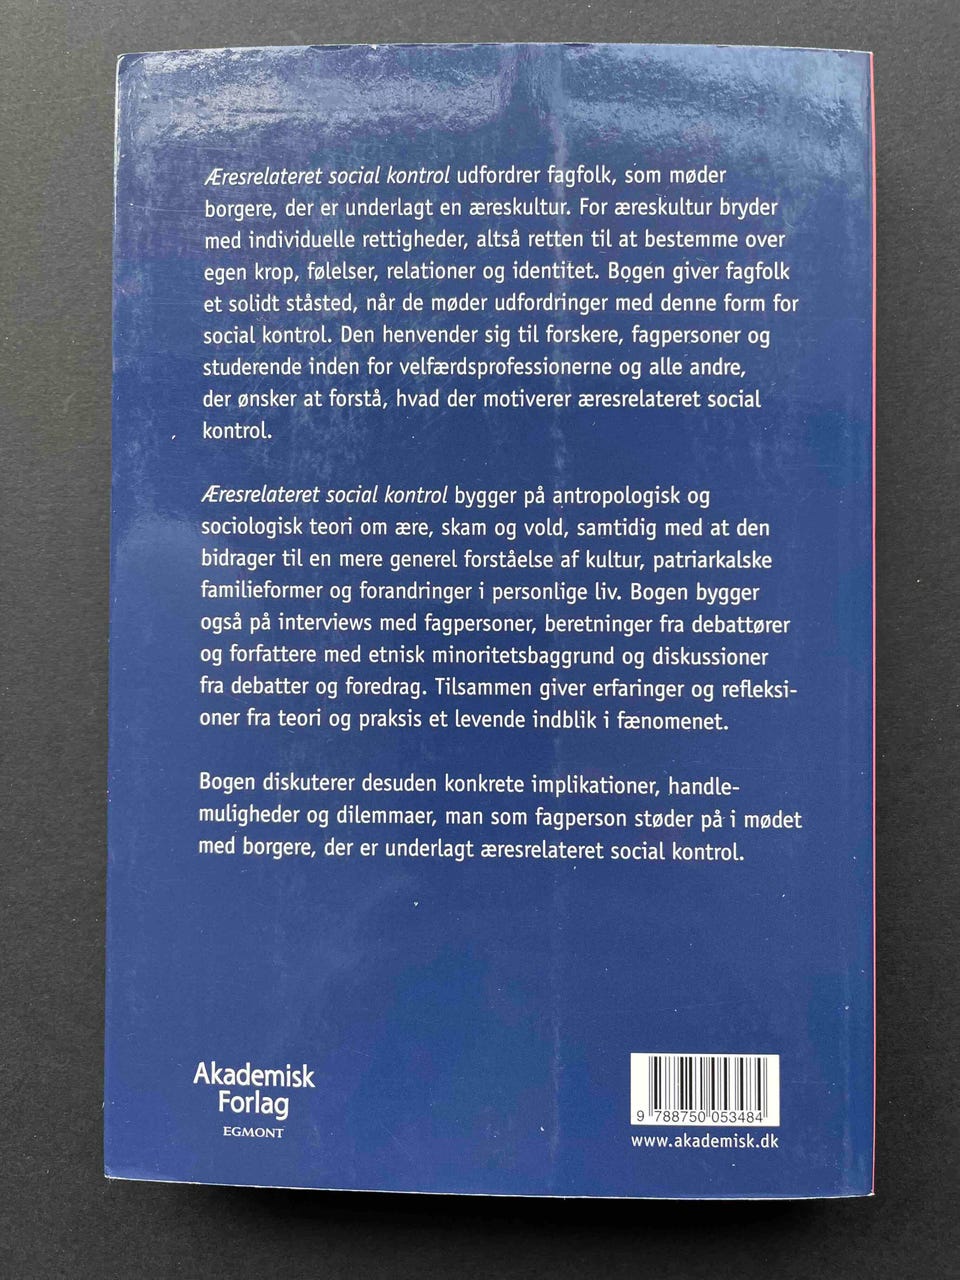 Æresrelateret social kontrol udfordrer fagfolk, som møder
borgere, der er underlagt en æreskultur. For æreskultur bryder
med individuelle rettigheder, altså retten til at bestemme over
egen krop, følelser, relationer og identitet. Bogen giver fagfolk
et solidt ståsted, når de møder udfordringer med denne form for
social kontrol. Den henvender sig til forskere, fagpersoner og
studerende inden for velfærdsprofessionerne og alle andre,
der ønsker at forstå, hvad der motiverer æresrelateret social
kontrol.
Æresrelateret social kontrol bygger på antropologisk og
sociologisk teori om ære, skam og vold, samtidig med at den
bidrager til en mere generel forståelse af kultur, patriarkalske
familieformer og forandringer i personlige liv. Bogen bygger
også på interviews med fagpersoner, beretninger fra debattører
og forfattere med etnisk minoritetsbaggrund og diskussioner
fra debatter og foredrag. Tilsammen giver erfaringer og refleksi-
oner fra teori og praksis et levende indblik i fænomenet.
Bogen diskuterer desuden konkrete implikationer, handle-
muligheder og dilemmaer, man som fagperson støder på i mødet
med borgere, der er underlagt æresrelateret social kontrol.
Akademisk
Forlag
EGMONT
9 788750 053484
www.akademisk.dk